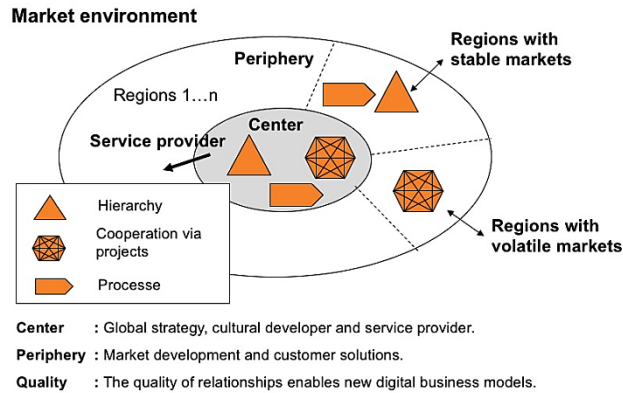 Market environment
Regions with
stable markets
Periphery
Regions 1...n
Center
Service provider
Hierarchy
Cooperation via
projects
Processe
Regions with
volatile markets
Center : Global strategy, cultural developer and service provider.
Periphery : Market development and customer solutions.
Quality : The quality of relationships enables new digital business models.